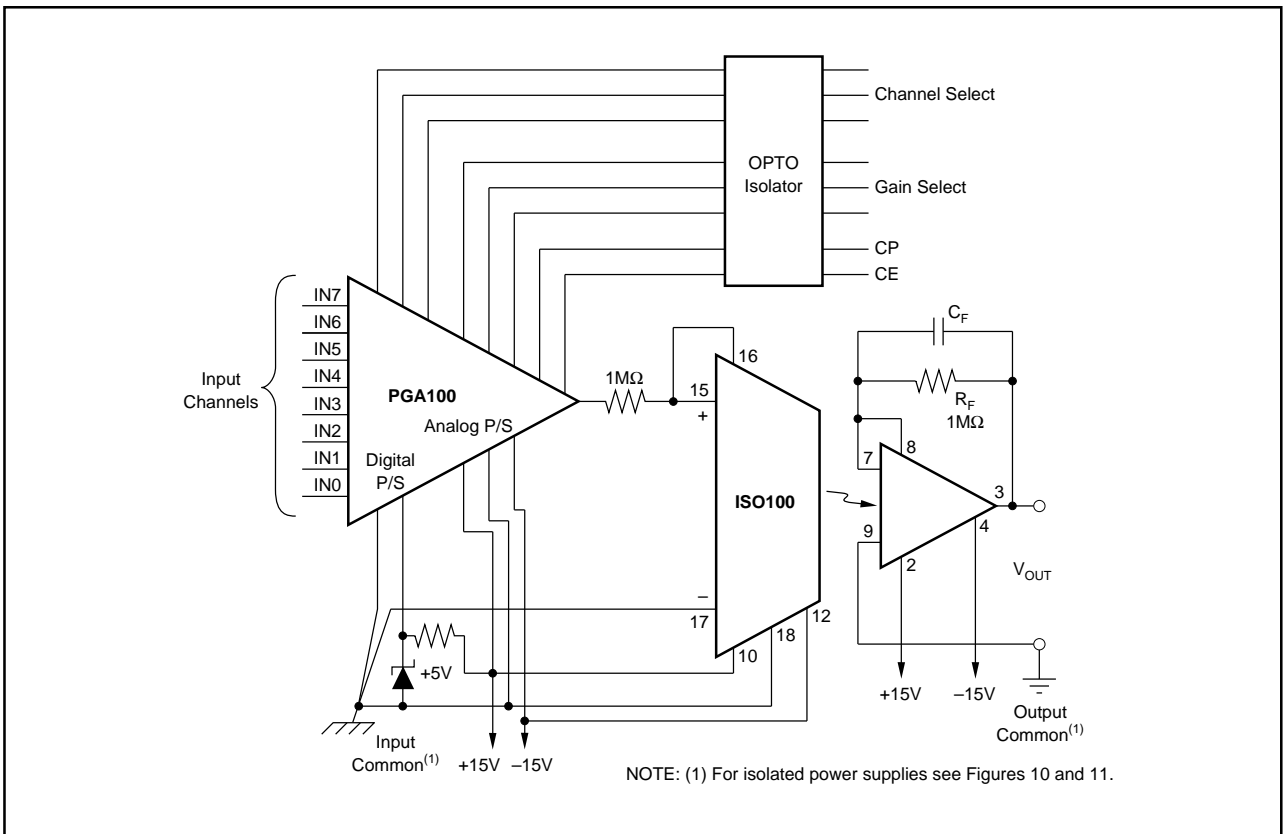 OPTO
Isolator
Channel Select
Gain Select
CP
CE
IN7
IN6
IN5
IN4
IN3
IN2
IN1
IN0
Input
Channels
PGA100
Analog P/S
Digital
P/S
1MΩ
15
+
16
ISO100
–
17
10
18
12
+5V
Input
Common(1)
+15V
–15V
CF
RF
1MΩ
7
8
9
3
4
2
VOUT
+15V
–15V
Output
Common(1)
NOTE: (1) For isolated power supplies see Figures 10 and 11.